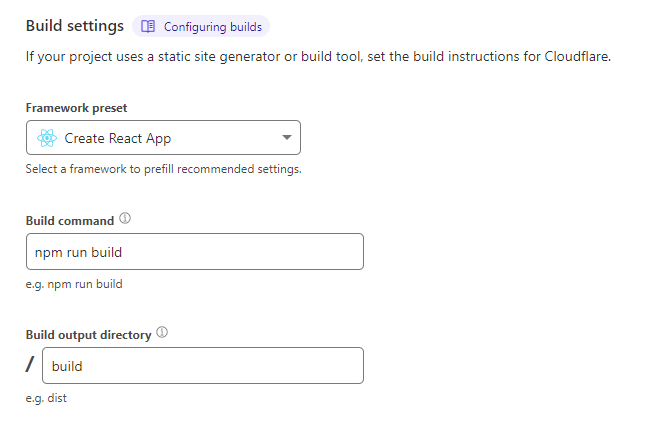 Build settings Configuring builds
If your project uses a static site generator or build tool, set the build instructions for Cloudflare.
Framework preset
Create React App
Select a framework to prefill recommended settings.
Build command
npm run build
e.g. npm run build
Build output directory
/ build
e.g. dist